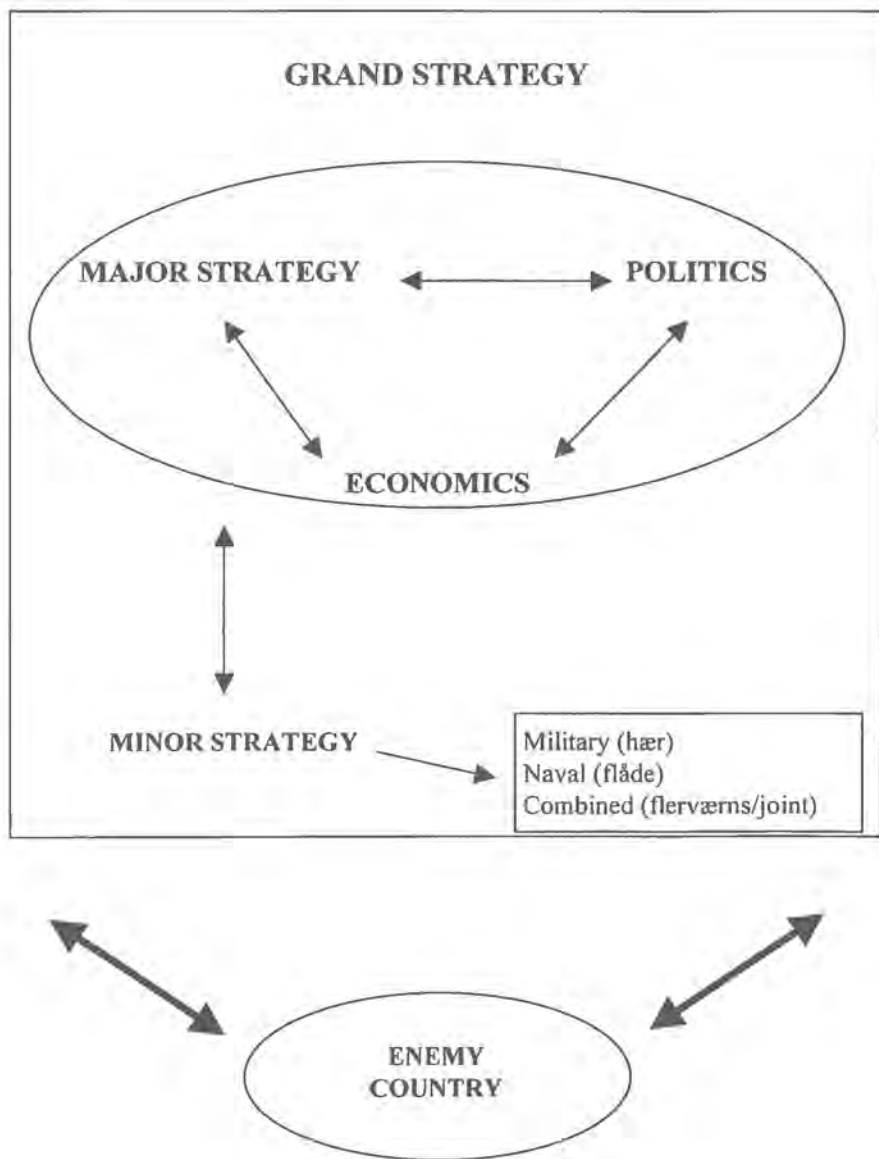 GRAND STRATEGY
MAJOR STRATEGY
POLITICS
ECONOMICS
MINOR STRATEGY
Military (hær)
Naval (flåde)
Combined (flerværns/joint)
ENEMY
COUNTRY